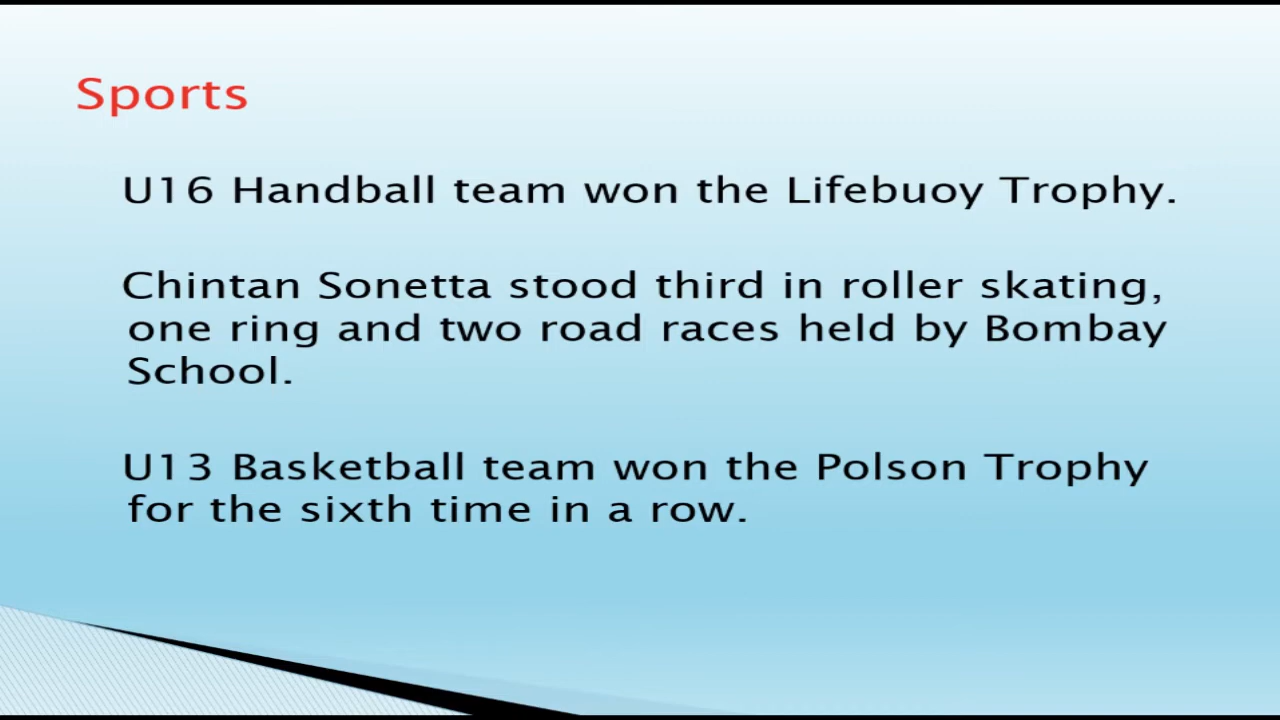 Sports
U16 Handball team won the Lifebuoy Trophy.
Chintan Sonetta stood third in roller skating,
one ring and two road races held by Bombay
School.
U13 Basketball team won the Polson Trophy
for the sixth time in a row.